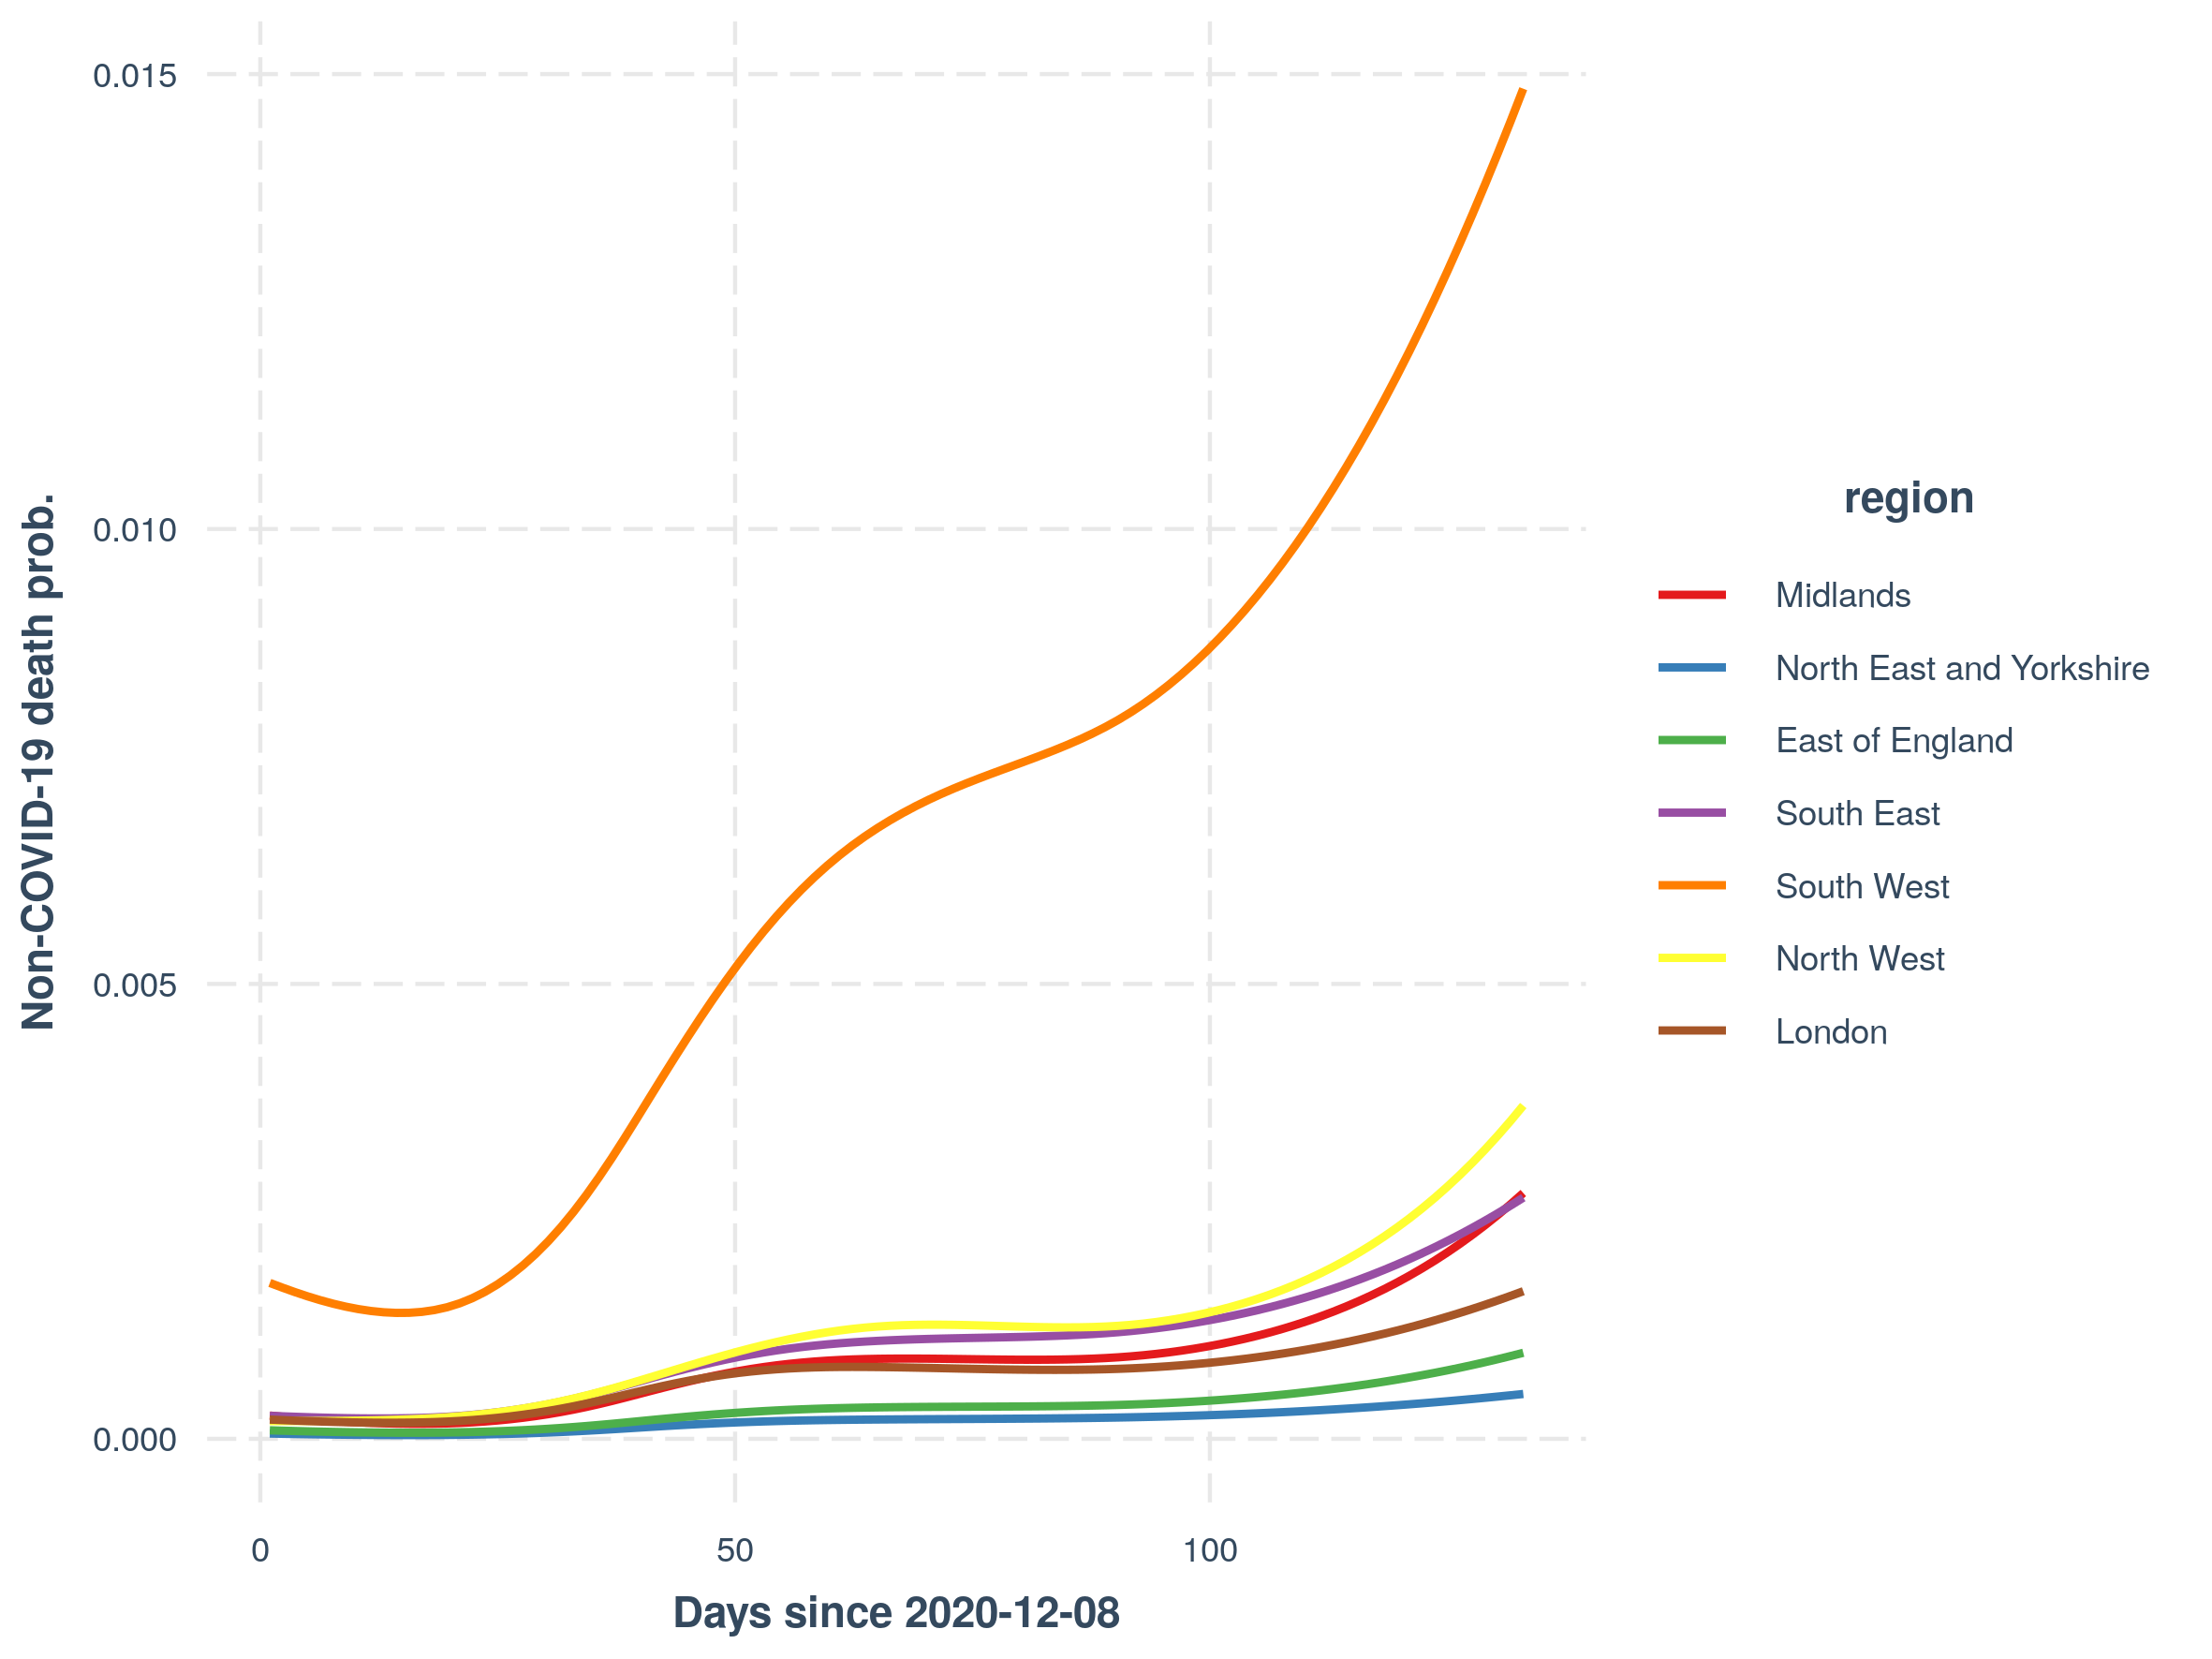 Non-COVID-19 death prob.
0.015
0.010
0.005
0.000
0
50
100
Days since 2020-12-08
region
Midlands
North East and Yorkshire
East of England
South East
South West
North West
London